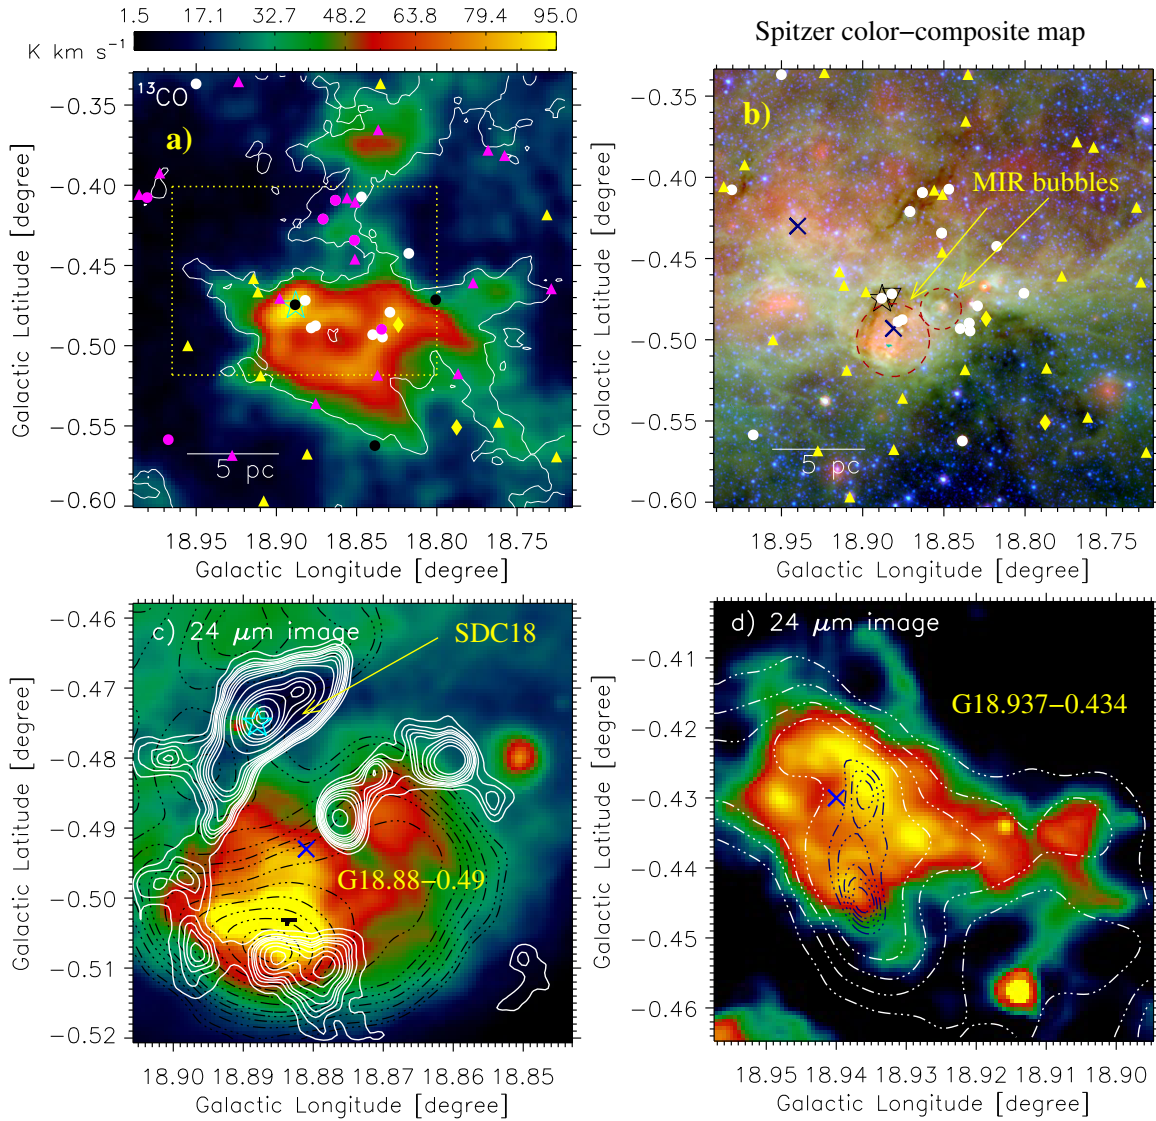 1.5 17.1 32.7 48.2 63.8 79.4 95.0
K km s⁻¹
Spitzer color−composite map
¹³CO
a)
−0.35
−0.40
−0.45
−0.50
−0.55
−0.60
Galactic Latitude [degree]
5 pc
18.95 18.90 18.85 18.80 18.75
Galactic Longitude [degree]
b)
MIR bubbles
−0.35
−0.40
−0.45
−0.50
−0.55
−0.60
Galactic Latitude [degree]
5 pc
18.95 18.90 18.85 18.80 18.75
Galactic Longitude [degree]
c) 24 μm image
SDC18
G18.88−0.49
−0.46
−0.47
−0.48
−0.49
−0.50
−0.51
−0.52
Galactic Latitude [degree]
18.90 18.89 18.88 18.87 18.86 18.85
Galactic Longitude [degree]
d) 24 μm image
G18.937−0.434
−0.41
−0.42
−0.43
−0.44
−0.45
−0.46
Galactic Latitude [degree]
18.95 18.94 18.93 18.92 18.91 18.90
Galactic Longitude [degree]